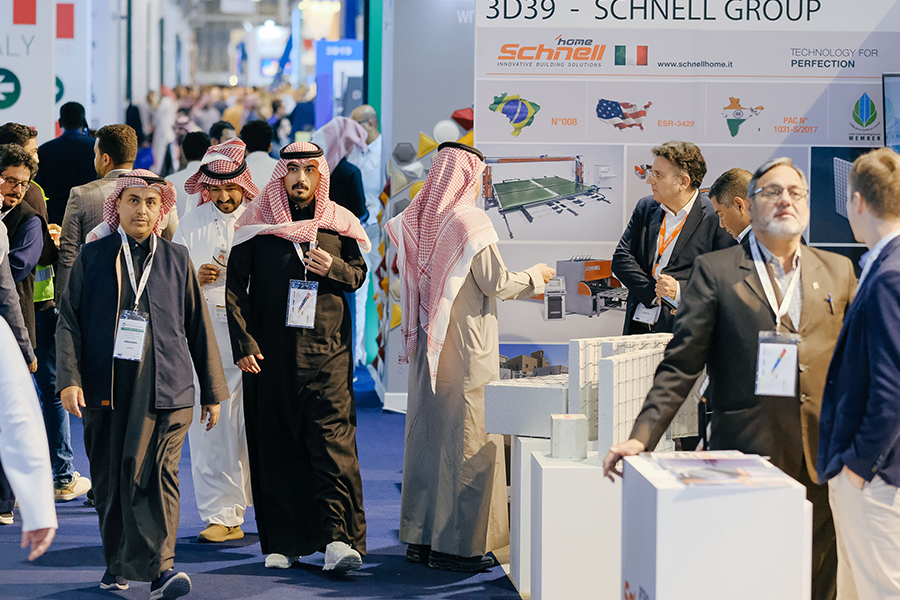 3D39 - SCHNELL GROUP
home
Schnell
INNOVATIVE BUILDING SOLUTIONS
www.schnellhome.it
TECHNOLOGY FOR
PERFECTION
N°008
ESR-3429
PAC N°
1031-S/2017
MEMBER
ALY
3D19